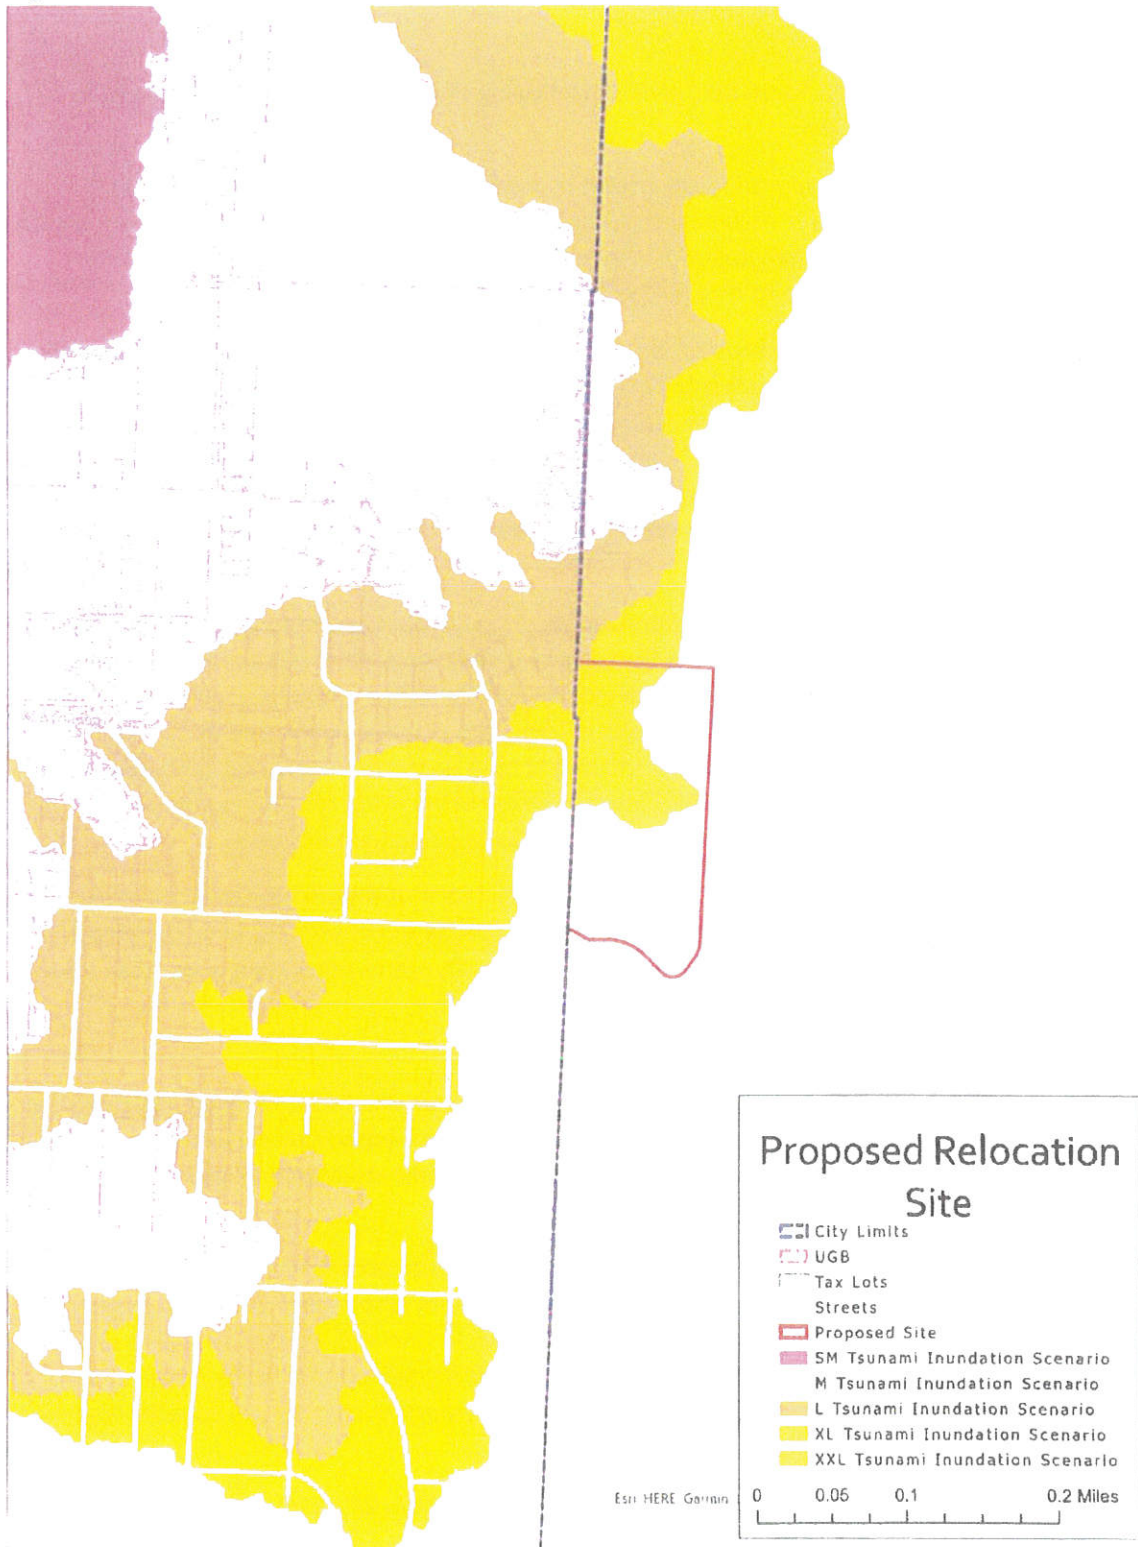 Proposed Relocation
Site
City Limits
UGB
Tax Lots
Streets
Proposed Site
SM Tsunami Inundation Scenario
M Tsunami Inundation Scenario
L Tsunami Inundation Scenario
XL Tsunami Inundation Scenario
XXL Tsunami Inundation Scenario
Esri HERE Garmin
0 0.05 0.1 0.2 Miles